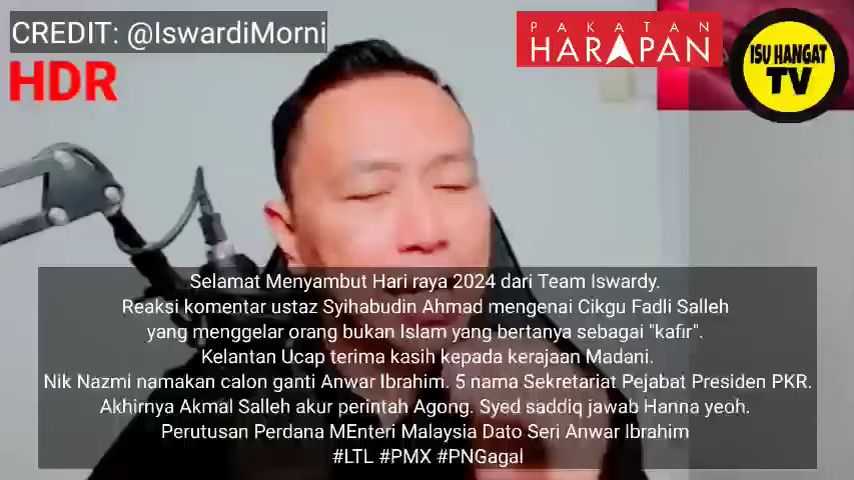 CREDIT: @IswardiMorni
HDR
PAKATAN
HARAPAN
ISU HANGAT
TV
Selamat Menyambut Hari raya 2024 dari Team Iswardy.
Reaksi komentar ustaz Syihabudin Ahmad mengenai Cikgu Fadli Salleh
yang menggelar orang bukan Islam yang bertanya sebagai "kafir".
Kelantan Ucap terima kasih kepada kerajaan Madani.
Nik Nazmi namakan calon ganti Anwar Ibrahim. 5 nama Sekretariat Pejabat Presiden PKR.
Akhirnya Akmal Salleh akur perintah Agong. Syed saddiq jawab Hanna yeoh.
Perutusan Perdana MEnteri Malaysia Dato Seri Anwar Ibrahim
#LTL #PMX #PNGagal